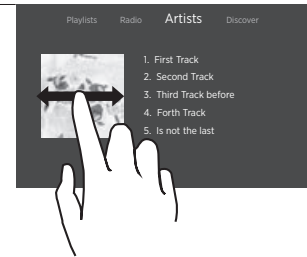 Playlists Radio Artists Discover
1. First Track
2. Second Track
3. Third Track before
4. Forth Track
5. Is not the last